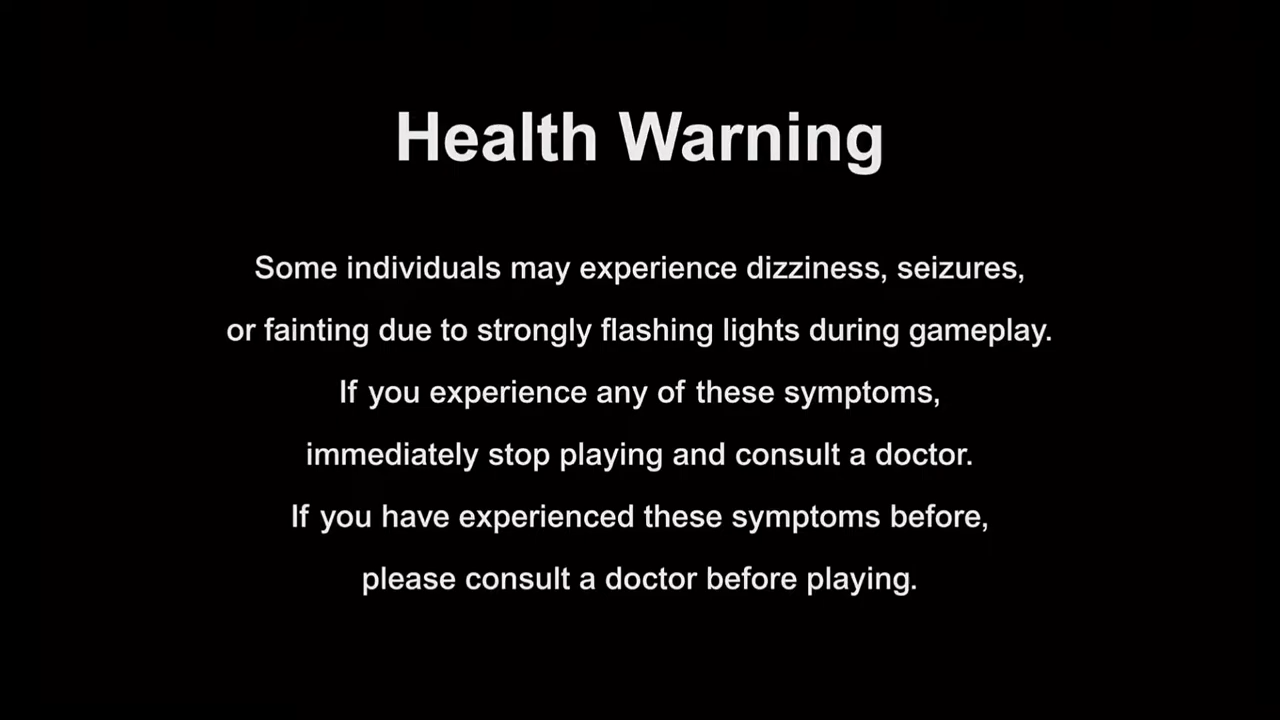 Health Warning
Some individuals may experience dizziness, seizures,
or fainting due to strongly flashing lights during gameplay.
If you experience any of these symptoms,
immediately stop playing and consult a doctor.
If you have experienced these symptoms before,
please consult a doctor before playing.